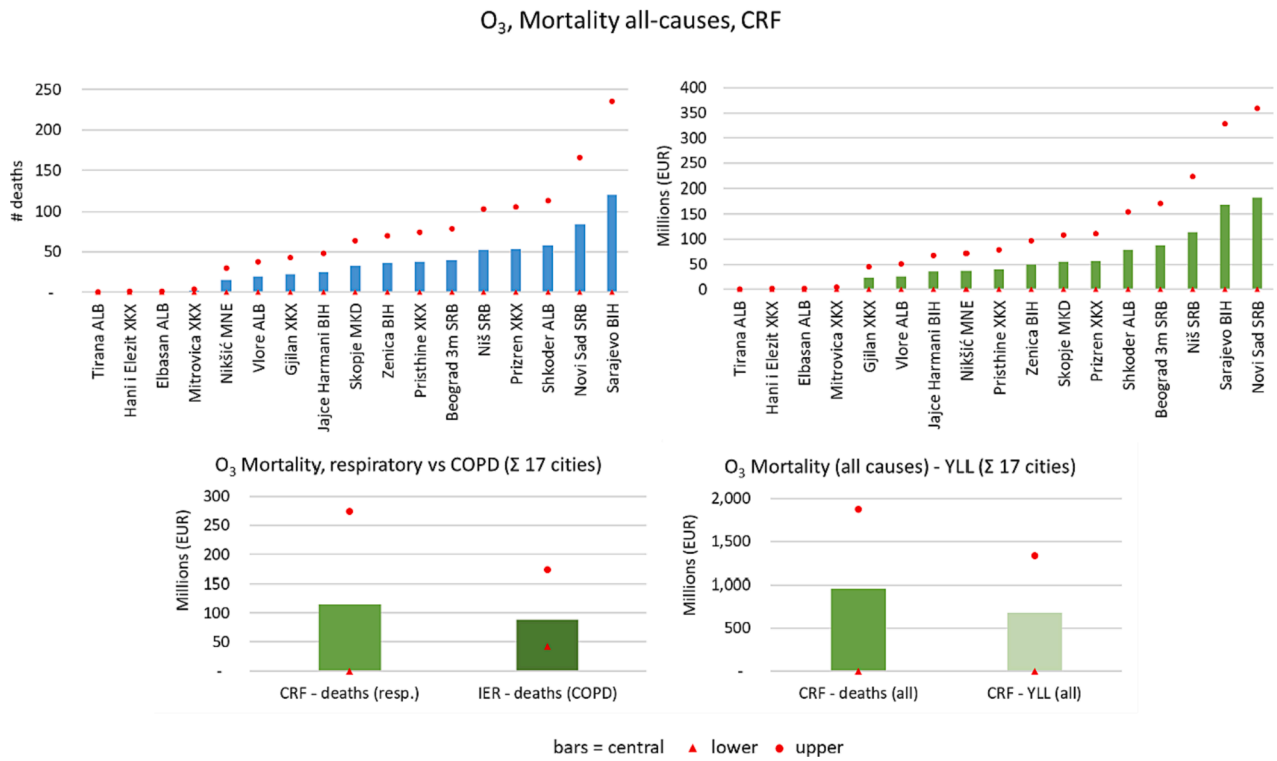 O₃, Mortality all-causes, CRF
# deaths
250
200
150
100
50
-
Tirana ALB
Hani i Elezit XKX
Elbasan ALB
Mitrovica XKX
Nikšić MNE
Vlore ALB
Gjilan XKX
Jajce Harmani BIH
Skopje MKD
Zenica BIH
Pristhine XKX
Beograd 3m SRB
Niš SRB
Prizren XKX
Shkoder ALB
Novi Sad SRB
Sarajevo BIH
Millions (EUR)
400
350
300
250
200
150
100
50
0
Tirana ALB
Hani i Elezit XKX
Elbasan ALB
Mitrovica XKX
Gjilan XKX
Vlore ALB
Jajce Harmani BIH
Nikšić MNE
Pristhine XKX
Zenica BIH
Skopje MKD
Prizren XKX
Shkoder ALB
Beograd 3m SRB
Niš SRB
Sarajevo BIH
Novi Sad SRB
O₃ Mortality, respiratory vs COPD (Σ 17 cities)
Millions (EUR)
300
250
200
150
100
50
-
CRF - deaths (resp.)
IER - deaths (COPD)
O₃ Mortality (all causes) - YLL (Σ 17 cities)
Millions (EUR)
2,000
1,500
1,000
500
-
CRF - deaths (all)
CRF - YLL (all)
bars = central
lower
upper